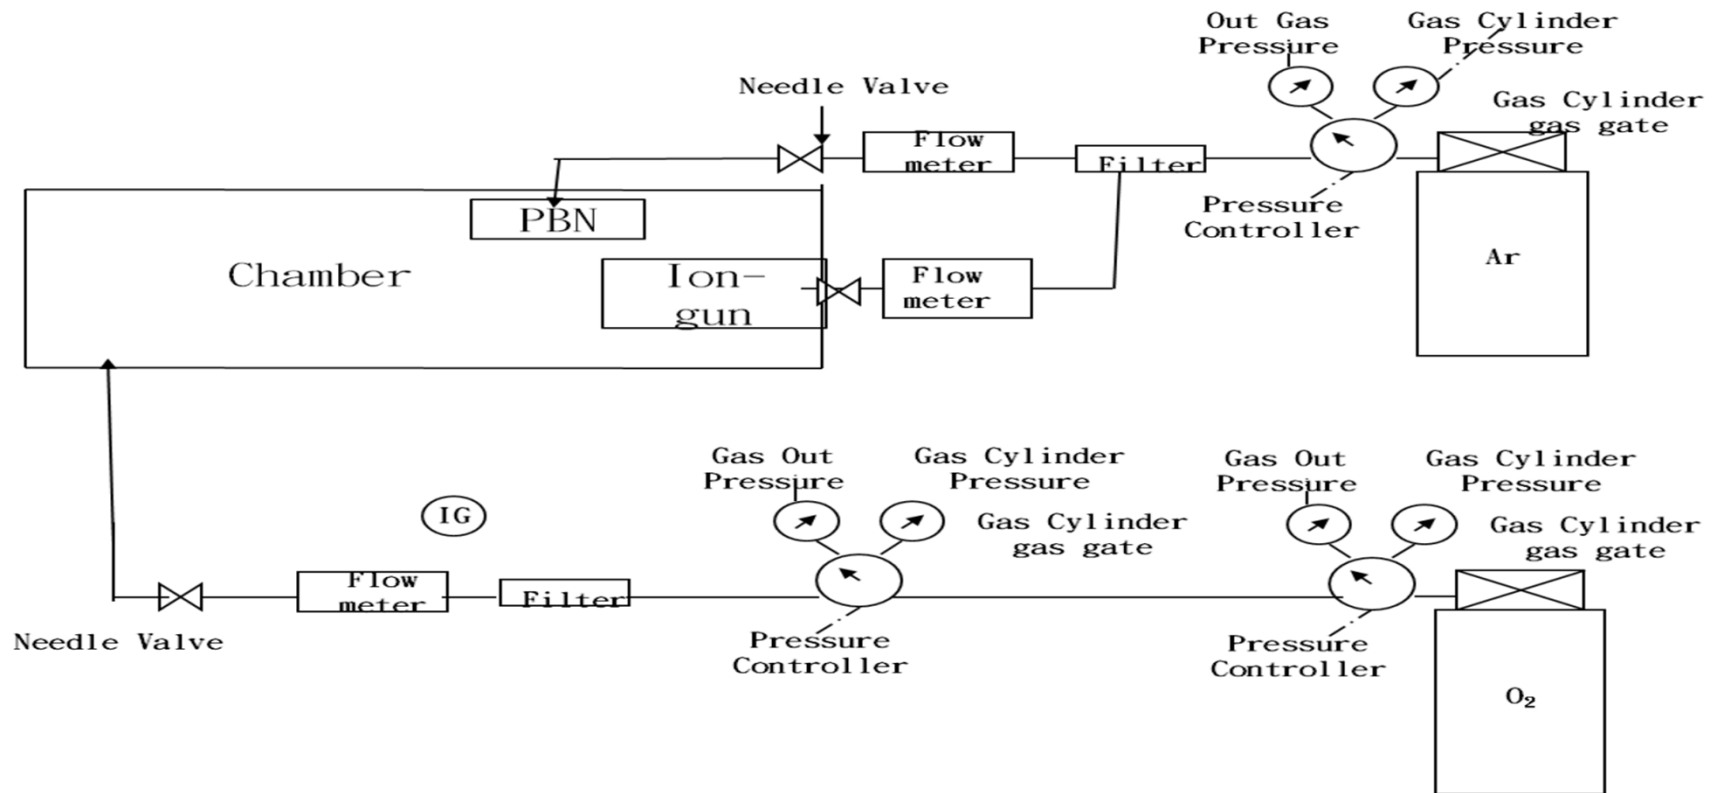 Out Gas
Pressure
Gas Cylinder
Pressure
Needle Valve
Gas Cylinder
gas gate
Flow
meter
Filter
PBN
Pressure
Controller
Ar
Chamber
Ion-
gun
Flow
meter
Gas Out
Pressure
Gas Cylinder
Pressure
Gas Out
Pressure
Gas Cylinder
Pressure
IG
Gas Cylinder
gas gate
Gas Cylinder
gas gate
Flow
meter
Filter
Needle Valve
Pressure
Controller
Pressure
Controller
O₂